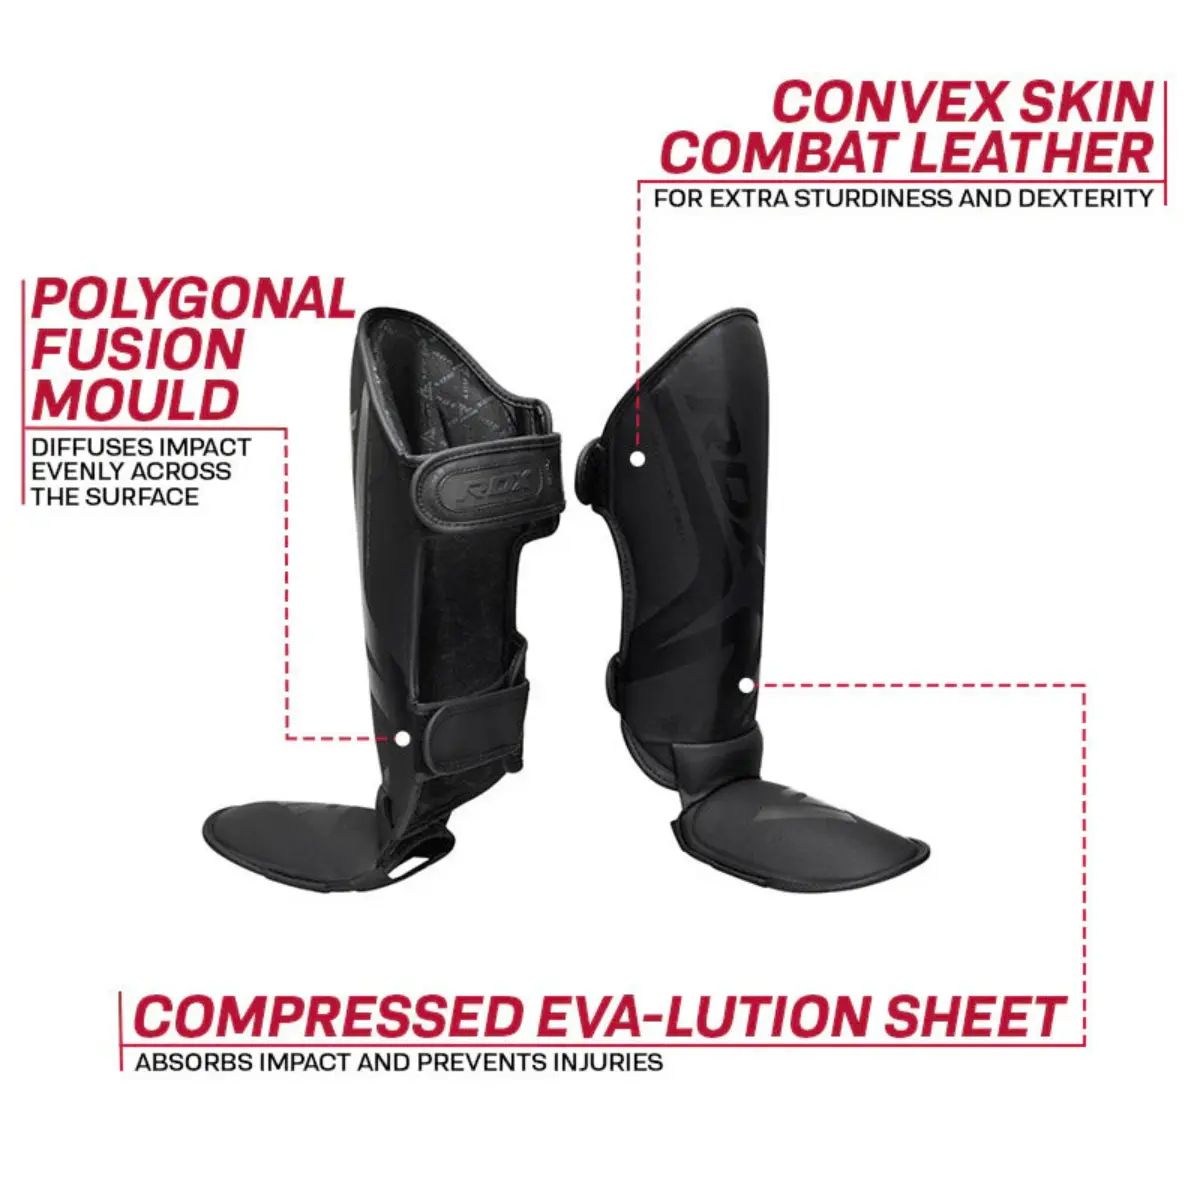 CONVEX SKIN
COMBAT LEATHER
FOR EXTRA STURDINESS AND DEXTERITY
POLYGONAL
FUSION
MOULD
DIFFUSES IMPACT
EVENLY ACROSS
THE SURFACE
RDX
RDX
COMPRESSED EVA-LUTION SHEET
ABSORBS IMPACT AND PREVENTS INJURIES